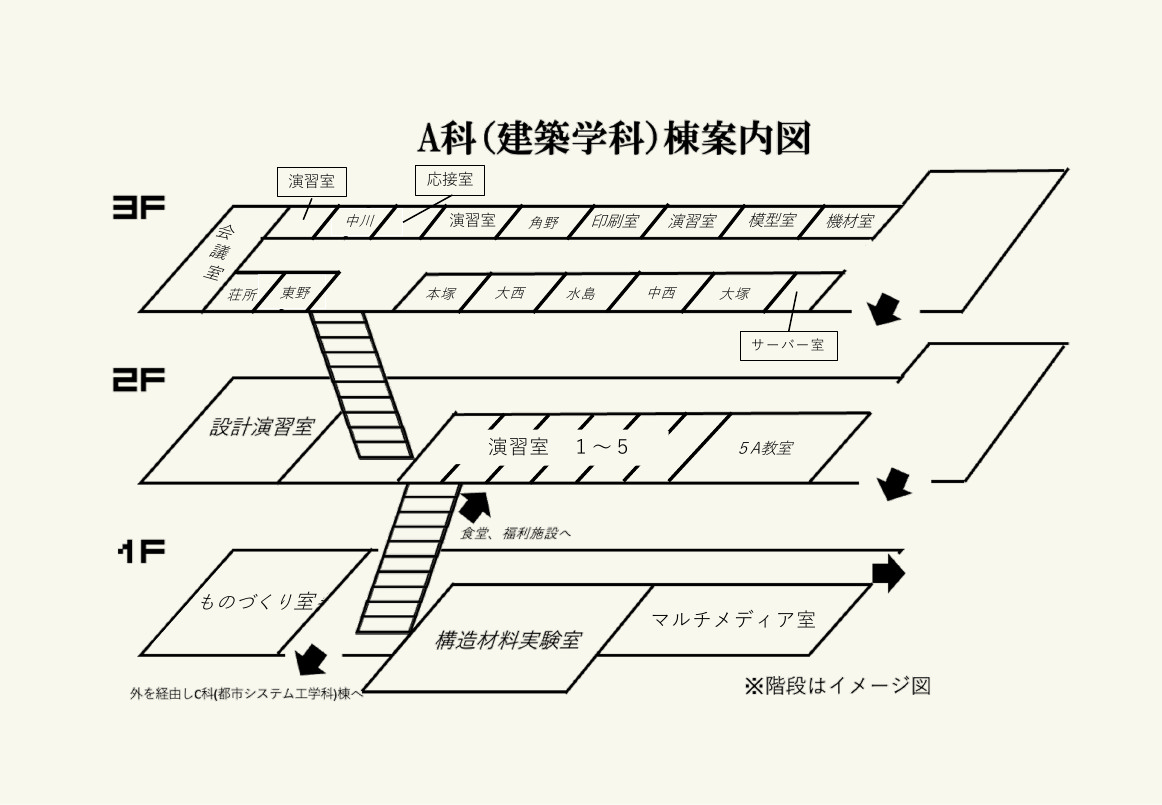 A科(建築学科)棟案内図
3F
演習室
応接室
会議室
中川
演習室
角野
印刷室
演習室
模型室
機材室
荘所
東野
本塚
大西
水島
中西
大塚
サーバー室
2F
設計演習室
演習室 1～5
5A教室
食堂、福利施設へ
1F
ものづくり室
構造材料実験室
マルチメディア室
外を経由しC科(都市システム工学科)棟へ
※階段はイメージ図